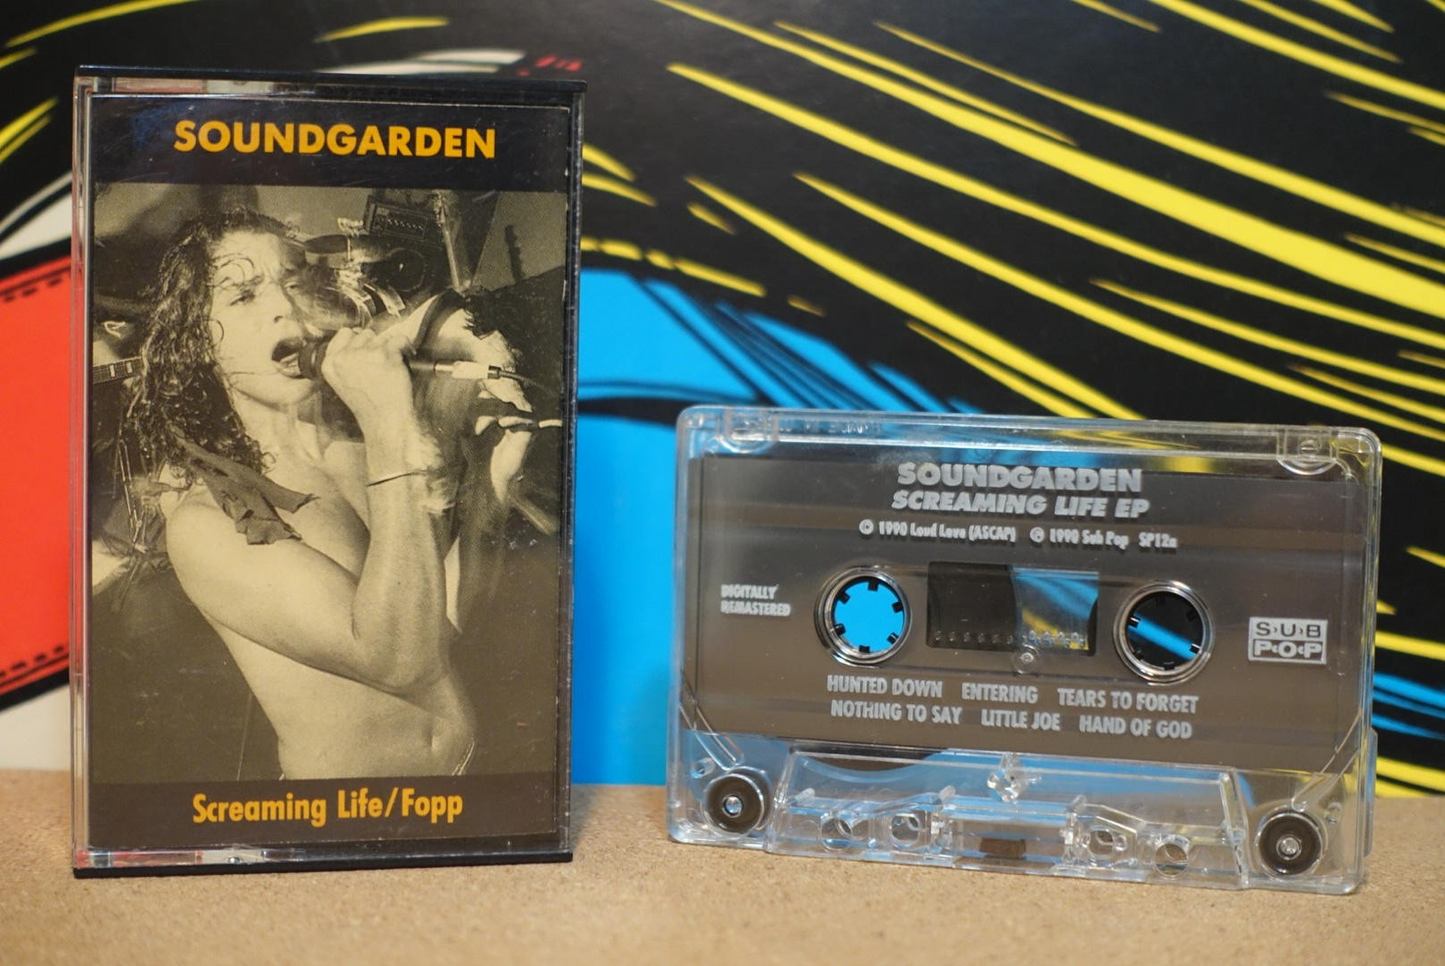 SOUNDGARDEN
Screaming Life/Fopp
SOUNDGARDEN
SCREAMING LIFE EP
© 1990 Loud Love (ASCAP) ℗ 1990 Sub Pop SP12a
DIGITALLY
REMASTERED
SUB
POP
HUNTED DOWN ENTERING TEARS TO FORGET
NOTHING TO SAY LITTLE JOE HAND OF GOD